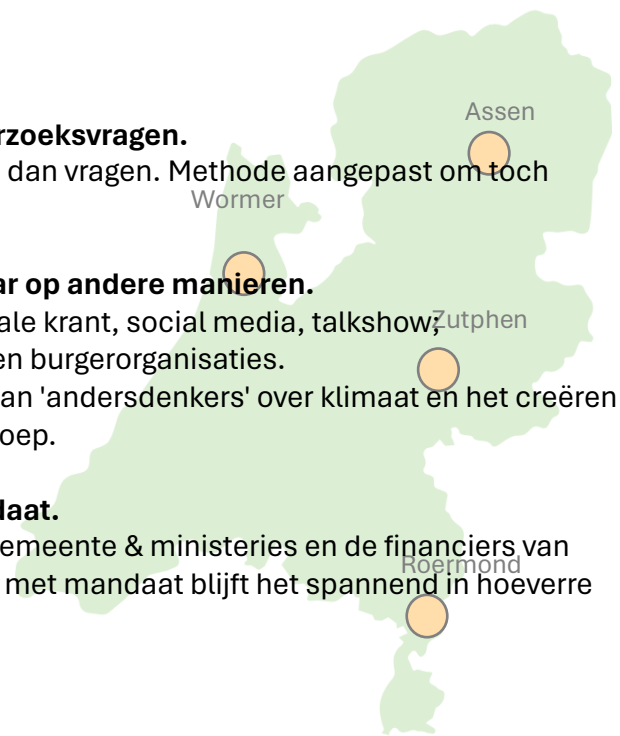 Assen
rzoeksvragen.
dan vragen. Methode aangepast om toch
Wormer
ar op andere manieren.
ale krant, social media, talkshow;
Zutphen
en burgerorganisaties.
an 'andersdenkers' over klimaat en het creëren
oep.
daat.
emeente & ministeries en de financiers van
Roermond
met mandaat blijft het spannend in hoeverre